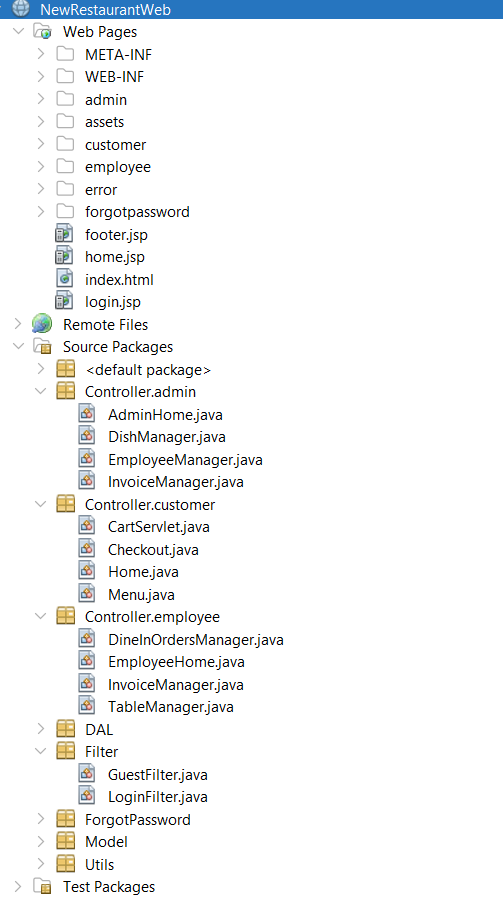 NewRestaurantWeb
Web Pages
META-INF
WEB-INF
admin
assets
customer
employee
error
forgotpassword
footer.jsp
home.jsp
index.html
login.jsp
Remote Files
Source Packages
<default package>
Controller.admin
AdminHome.java
DishManager.java
EmployeeManager.java
InvoiceManager.java
Controller.customer
CartServlet.java
Checkout.java
Home.java
Menu.java
Controller.employee
DineInOrdersManager.java
EmployeeHome.java
InvoiceManager.java
TableManager.java
DAL
Filter
GuestFilter.java
LoginFilter.java
ForgotPassword
Model
Utils
Test Packages